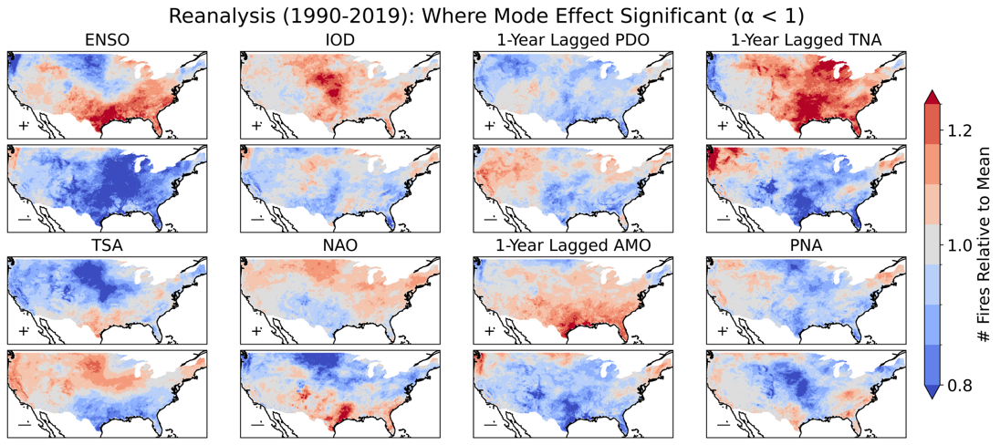 Reanalysis (1990-2019): Where Mode Effect Significant (α < 1)
ENSO IOD 1-Year Lagged PDO 1-Year Lagged TNA
+ + + +
— — — —
TSA NAO 1-Year Lagged AMO PNA
+ + + +
— — — —
1.2
1.0
0.8
# Fires Relative to Mean